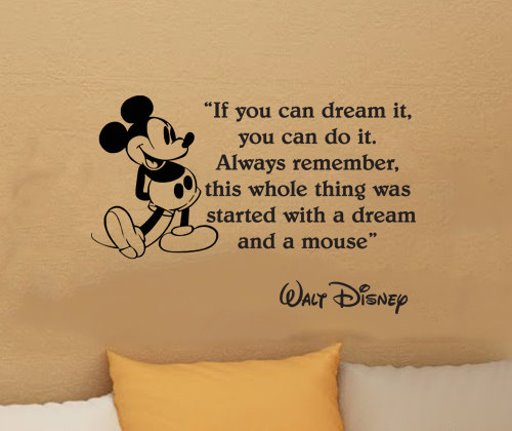 “If you can dream it,
you can do it.
Always remember,
this whole thing was
started with a dream
and a mouse”
Walt Disney